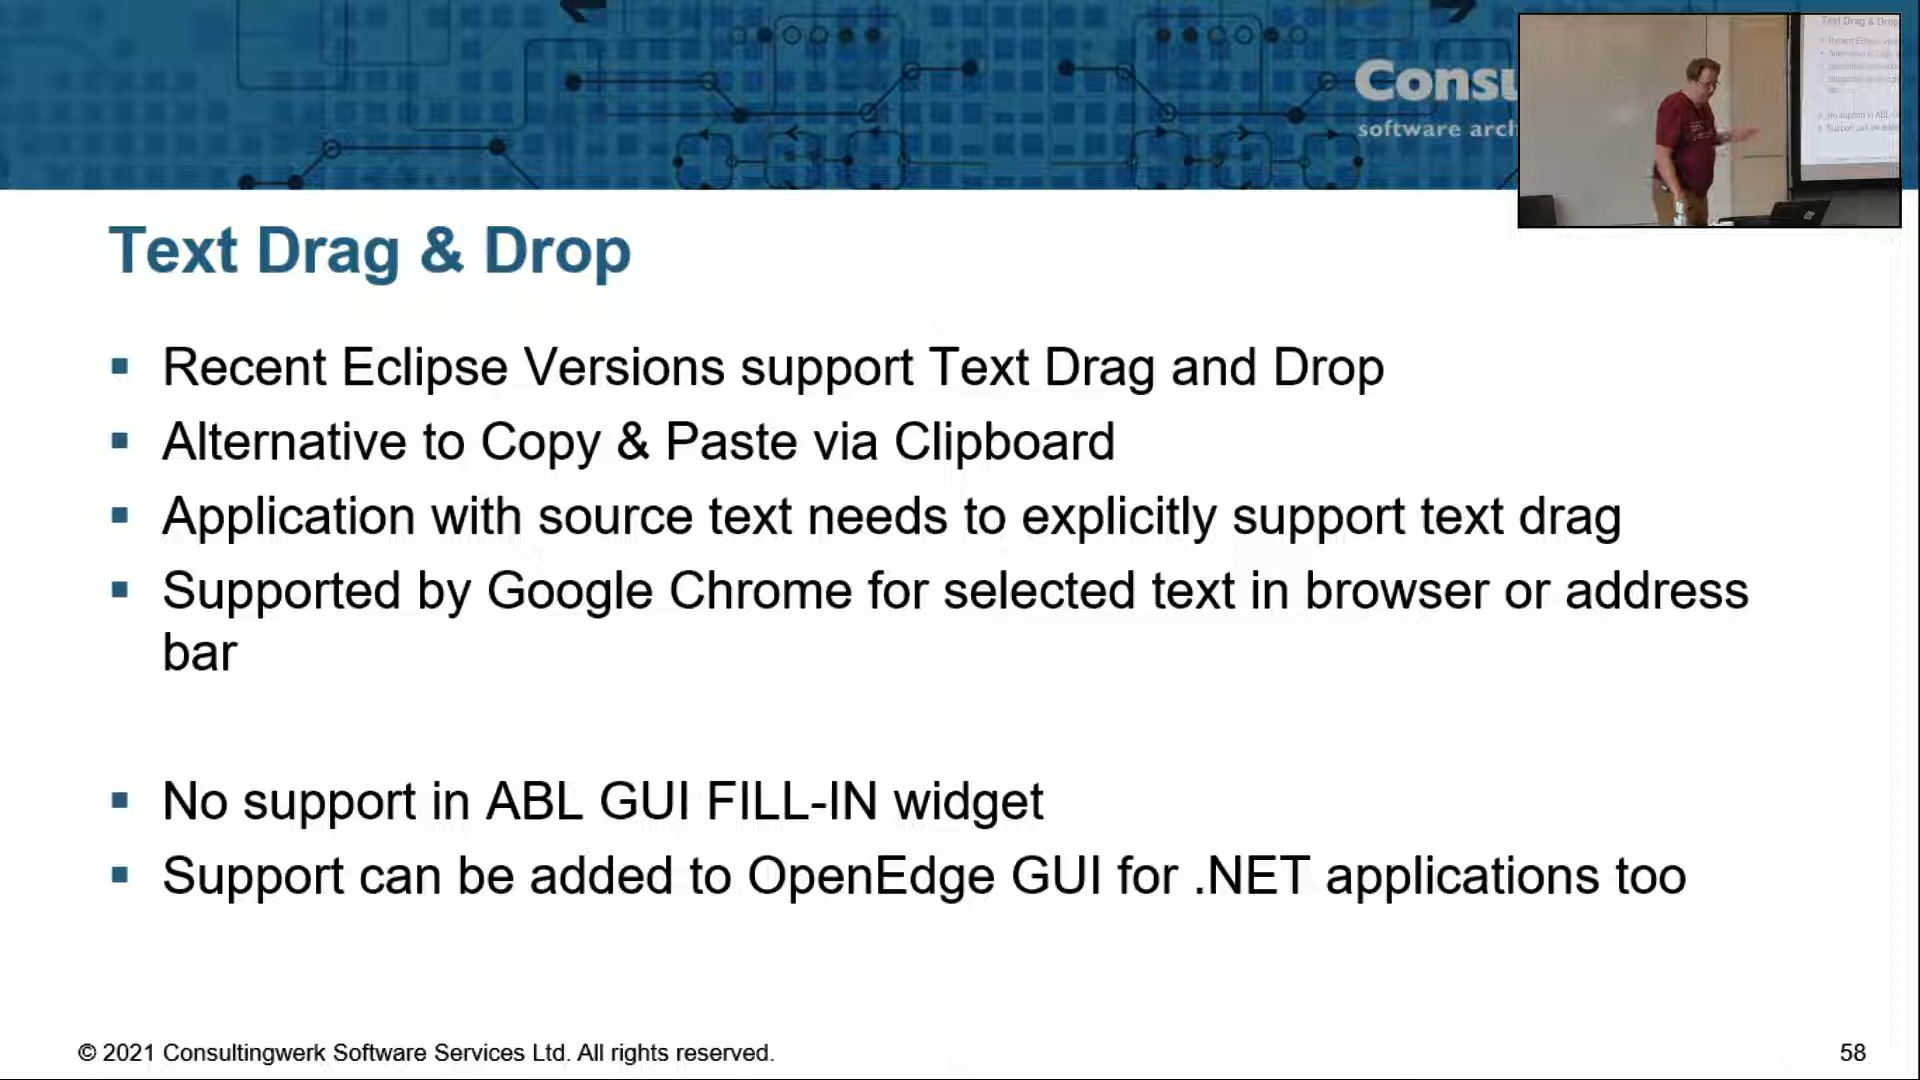 Consu
software arch
Text Drag & Drop
Text Drag & Drop
Recent Eclipse Versions support Text Drag and Drop
Alternative to Copy & Paste via Clipboard
Application with source text needs to explicitly support text drag
Supported by Google Chrome for selected text in browser or address
bar
No support in ABL GUI FILL-IN widget
Support can be added to OpenEdge GUI for .NET applications too
© 2021 Consultingwerk Software Services Ltd. All rights reserved.
58